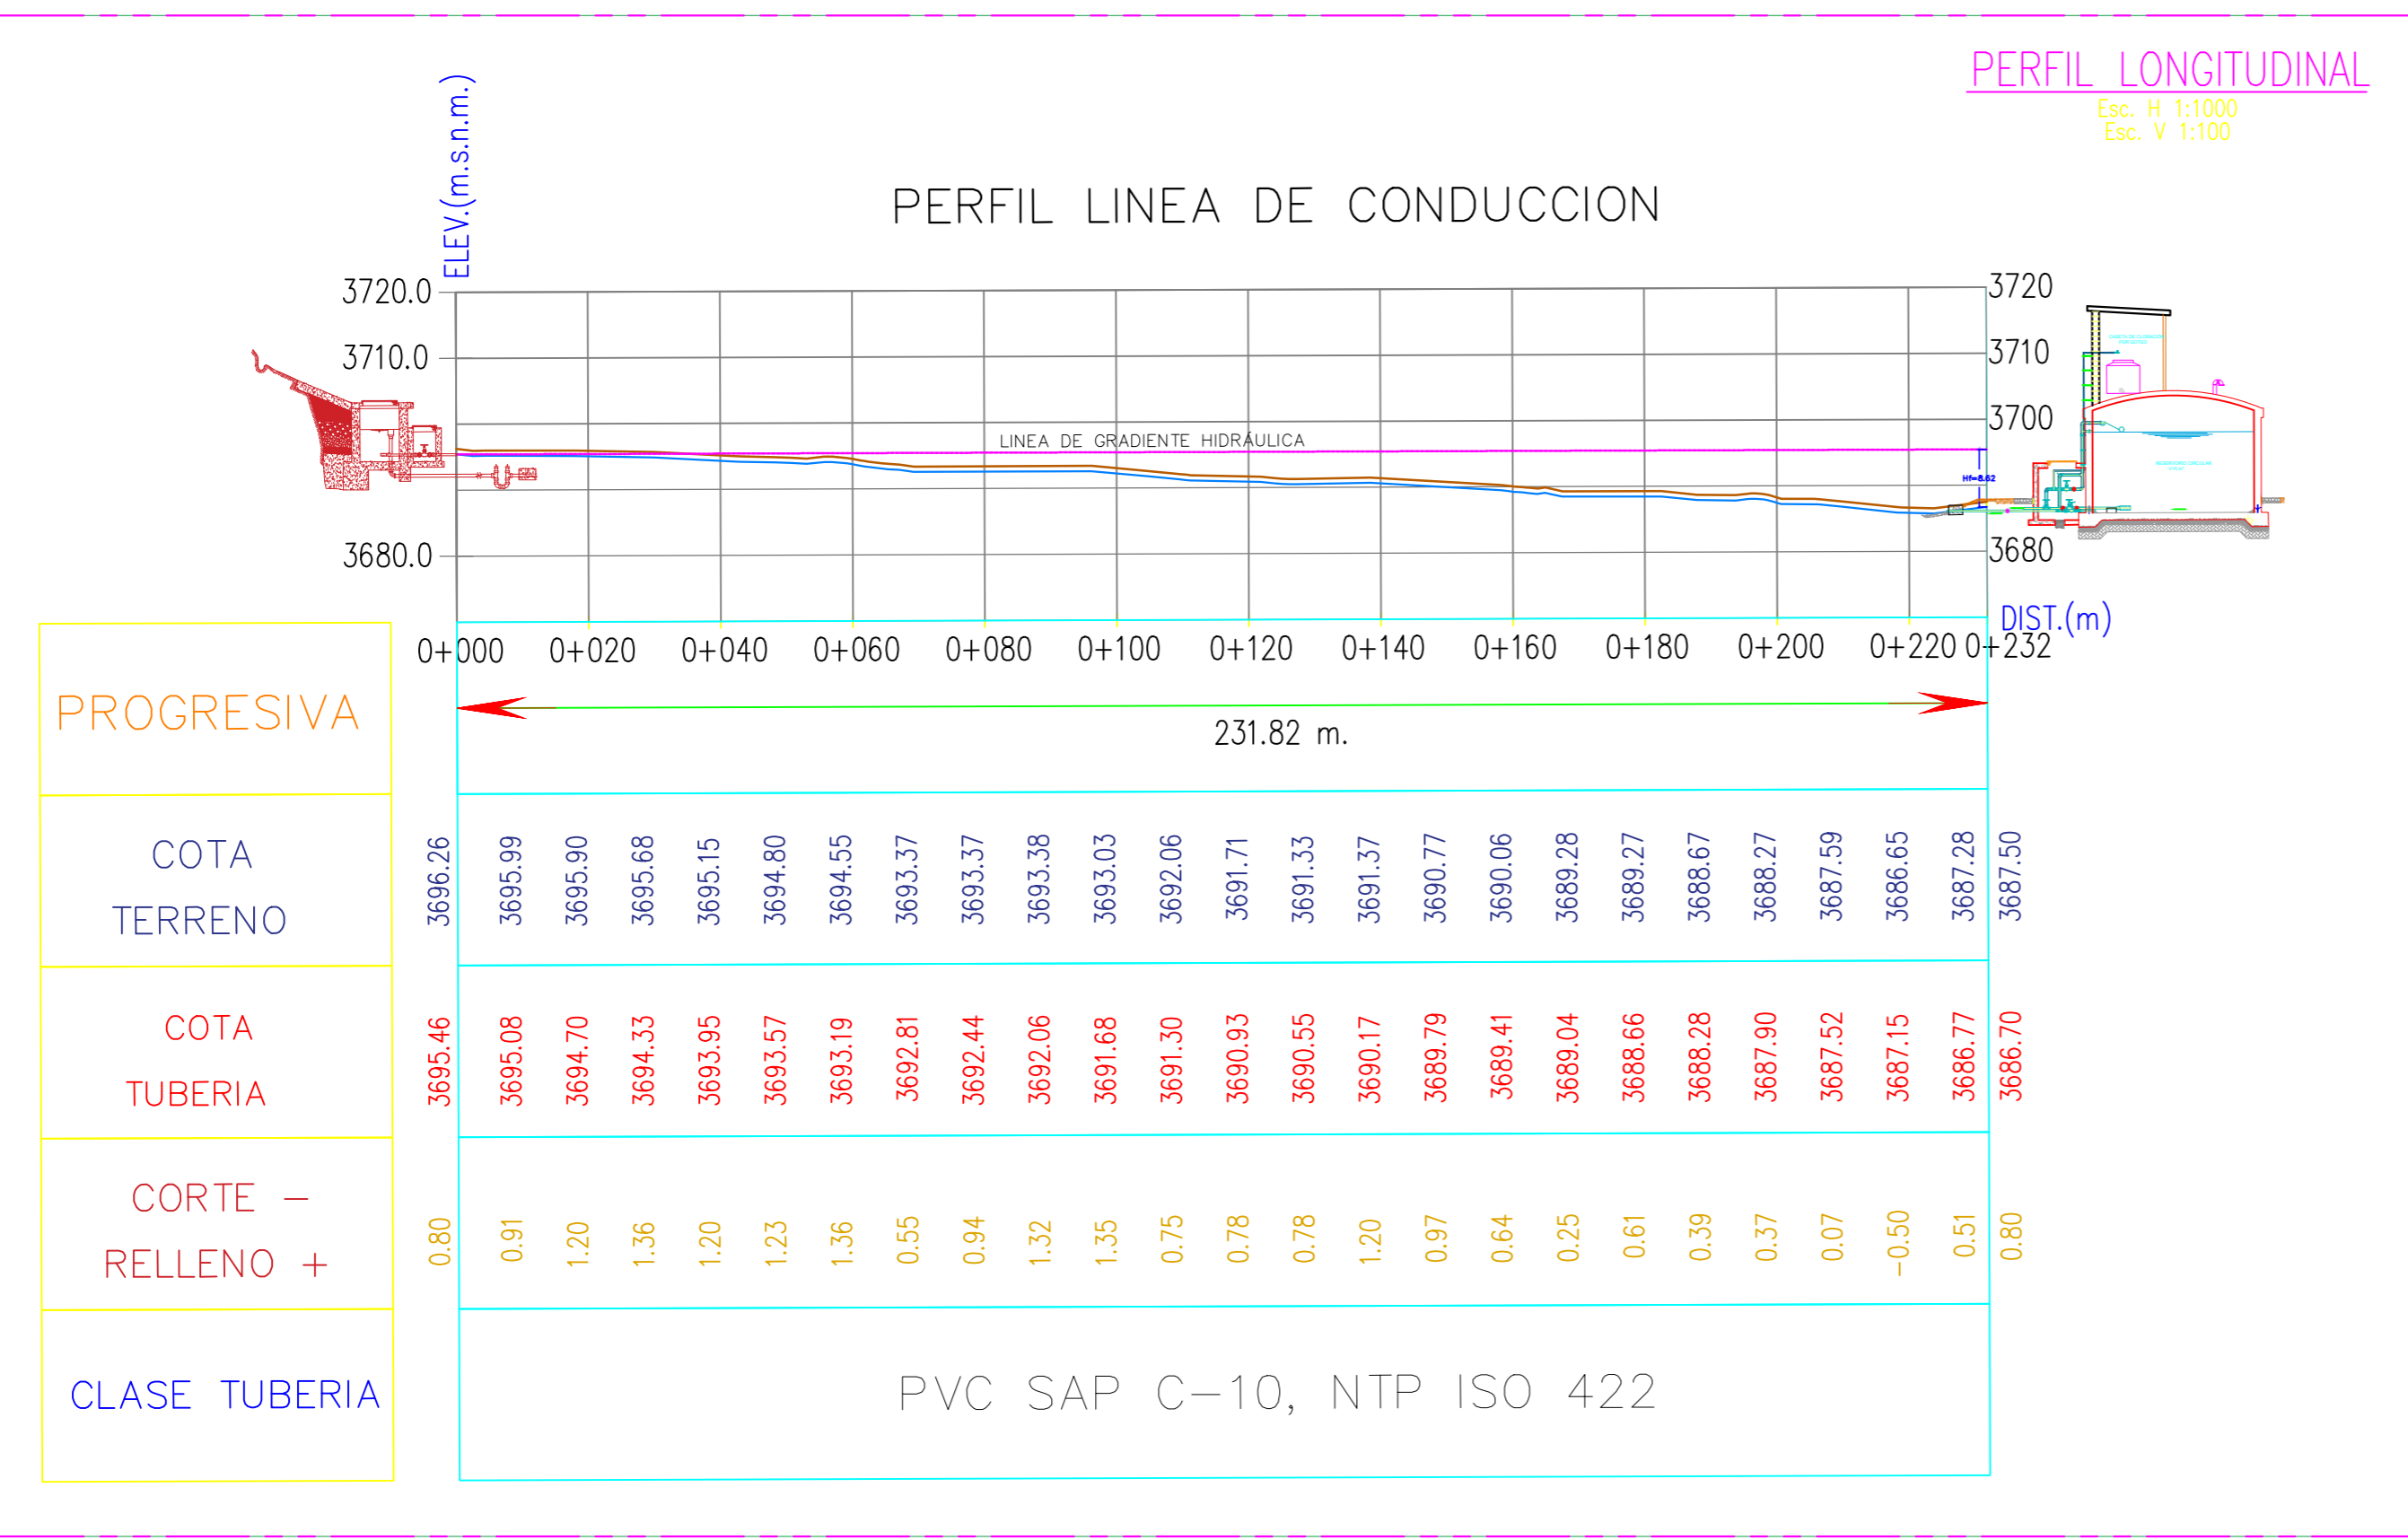 PERFIL LONGITUDINAL
Esc. H 1:1000
Esc. V 1:100
ELEV.(m.s.n.m.)
PERFIL LINEA DE CONDUCCION
3720.0
3710.0
3680.0
3720
3710
3700
3680
LINEA DE GRADIENTE HIDRÁULICA
Hf=8.62
DIST.(m)
0+000 0+020 0+040 0+060 0+080 0+100 0+120 0+140 0+160 0+180 0+200 0+220 0+232
PROGRESIVA
231.82 m.
COTA
TERRENO
3696.26 3695.99 3695.90 3695.68 3695.15 3694.80 3694.55 3693.37 3693.37 3693.38 3693.03 3692.06 3691.71 3691.33 3691.37 3690.77 3690.06 3689.28 3689.27 3688.67 3688.27 3687.59 3686.65 3687.28 3687.50
COTA
TUBERIA
3695.46 3695.08 3694.70 3694.33 3693.95 3693.57 3693.19 3692.81 3692.44 3692.06 3691.68 3691.30 3690.93 3690.55 3690.17 3689.79 3689.41 3689.04 3688.66 3688.28 3687.90 3687.52 3687.15 3686.77 3686.70
CORTE -
RELLENO +
0.80 0.91 1.20 1.36 1.20 1.23 1.36 0.55 0.94 1.32 1.35 0.75 0.78 0.78 1.20 0.97 0.64 0.25 0.61 0.39 0.37 0.07 -0.50 0.51 0.80
CLASE TUBERIA
PVC SAP C-10, NTP ISO 422